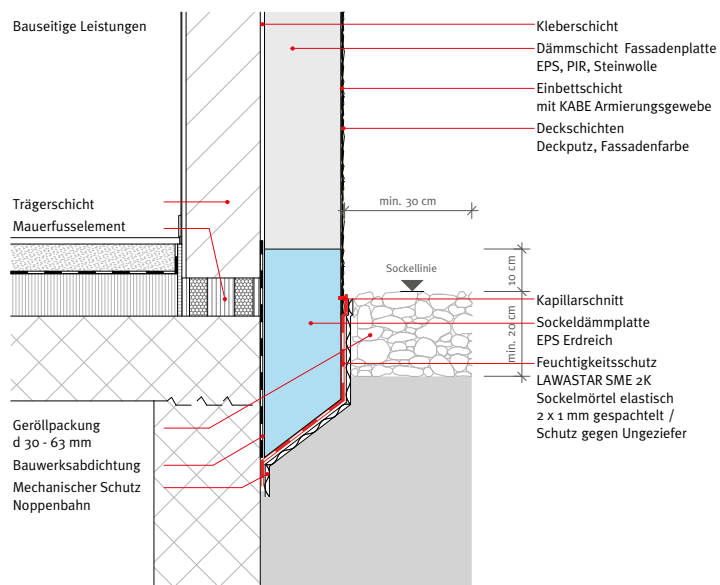 Bauseitige Leistungen
Trägerschicht
Mauerfusselement
Geröllpackung
d 30 - 63 mm
Bauwerksabdichtung
Mechanischer Schutz
Noppenbahn
Kleberschicht
Dämmschicht Fassadenplatte
EPS, PIR, Steinwolle
Einbettschicht
mit KABE Armierungsgewebe
Deckschichten
Deckputz, Fassadenfarbe
min. 30 cm
Sockellinie
10 cm
min. 20 cm
Kapillarschnitt
Sockeldämmplatte
EPS Erdreich
Feuchtigkeitsschutz
LAWASTAR SME 2K
Sockelmörtel elastisch
2 x 1 mm gespachtelt /
Schutz gegen Ungeziefer